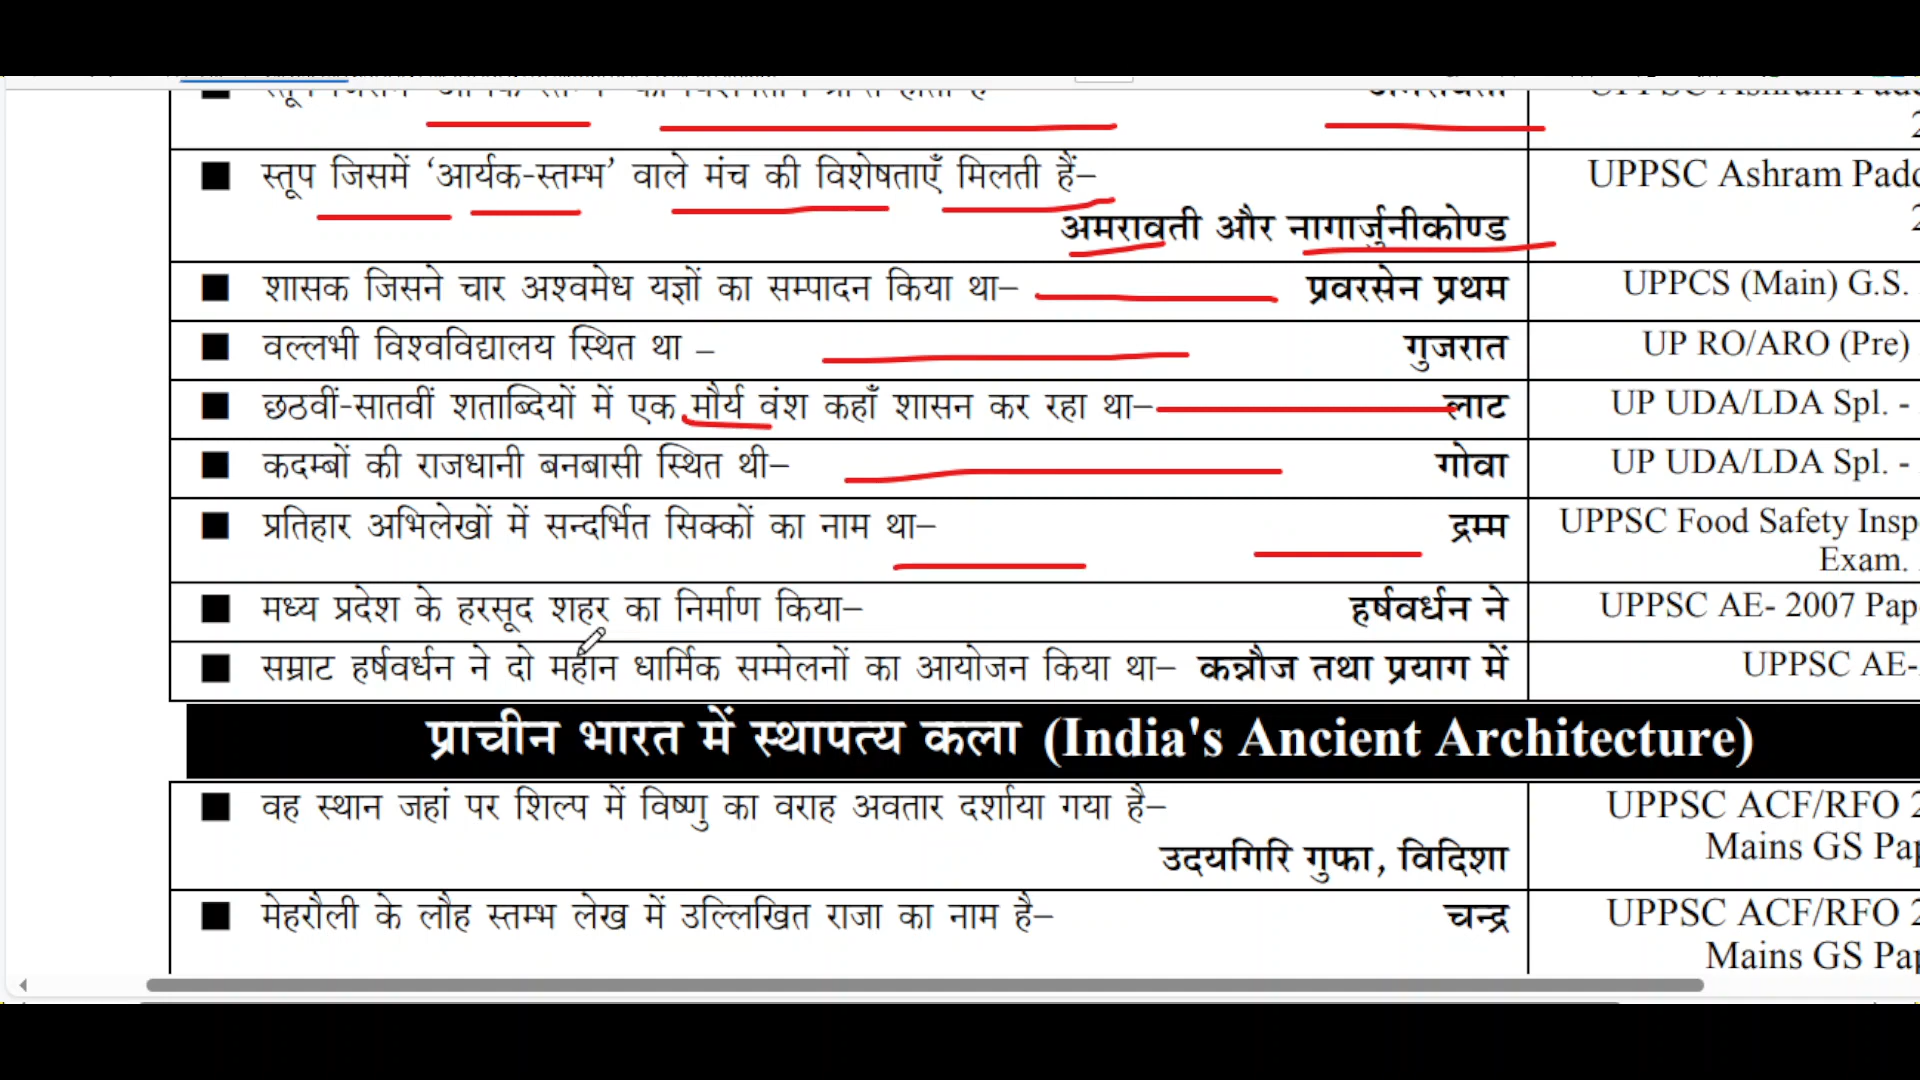 ■ स्तूप जिसमें ‘आर्यक-स्तम्भ’ वाले मंच की विशेषताएँ मिलती हैं– UPPSC Ashram
अमरावती और नागार्जुनीकोण्ड
■ शासक जिसने चार अश्वमेध यज्ञों का सम्पादन किया था– प्रवरसेन प्रथम UPPCS (Main) G.S.
■ वल्लभी विश्वविद्यालय स्थित था – गुजरात UP RO/ARO (Pre)
■ छठवीं-सातवीं शताब्दियों में एक मौर्य वंश कहाँ शासन कर रहा था– लाट UP UDA/LDA Spl. -
■ कदम्बों की राजधानी बनबासी स्थित थी– गोवा UP UDA/LDA Spl. -
■ प्रतिहार अभिलेखों में सन्दर्भित सिक्कों का नाम था– द्रम्म UPPSC Food Safety
Exam.
■ मध्य प्रदेश के हरसूद शहर का निर्माण किया– हर्षवर्धन ने UPPSC AE- 2007
■ सम्राट हर्षवर्धन ने दो महान धार्मिक सम्मेलनों का आयोजन किया था– कन्नौज तथा प्रयाग में UPPSC AE-
प्राचीन भारत में स्थापत्य कला (India's Ancient Architecture)
■ वह स्थान जहां पर शिल्प में विष्णु का वराह अवतार दर्शाया गया है– UPPSC ACF/RFO
उदयगिरि गुफा, विदिशा Mains GS
■ मेहरौली के लौह स्तम्भ लेख में उल्लिखित राजा का नाम है– चन्द्र UPPSC ACF/RFO
Mains GS